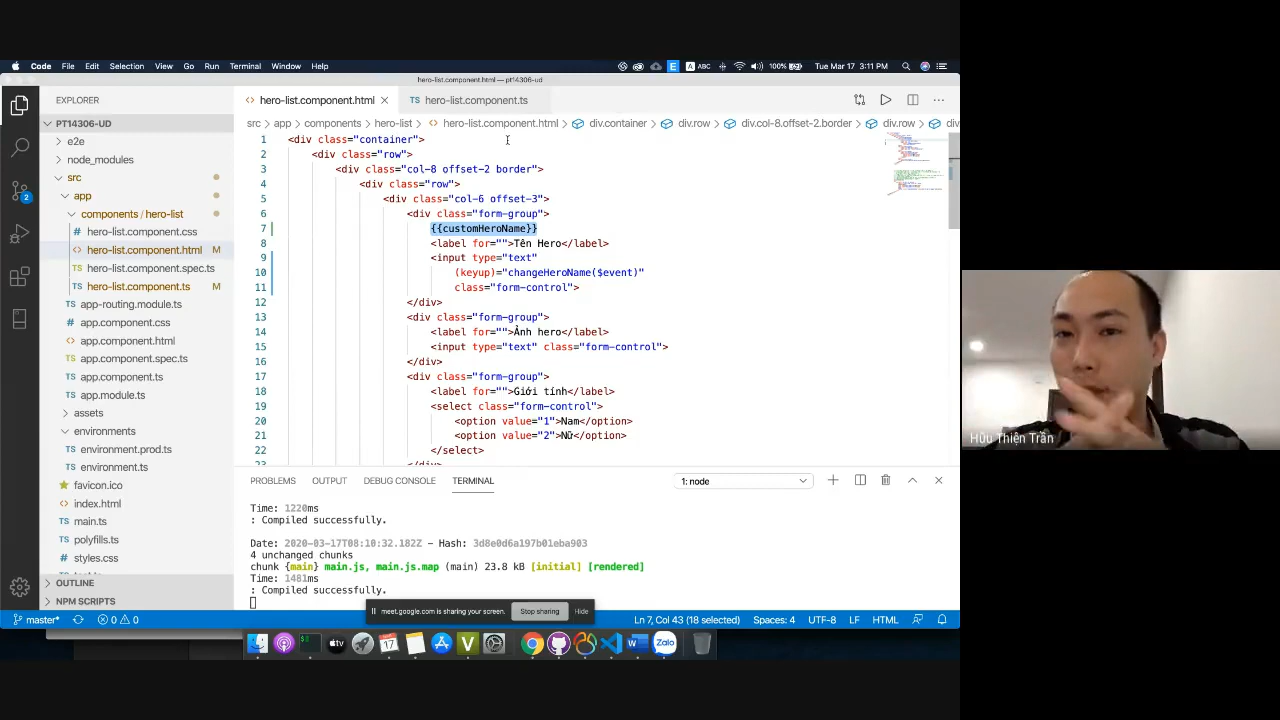 Code File Edit Selection View Go Run Terminal Window Help ABC 100% Tue Mar 17 3:11 PM
hero-list.component.html — pt14306-ud
EXPLORER
PT14306-UD
e2e
node_modules
src
app
components / hero-list
hero-list.component.css
hero-list.component.html M
hero-list.component.spec.ts
hero-list.component.ts M
app-routing.module.ts
app.component.css
app.component.html
app.component.spec.ts
app.component.ts
app.module.ts
assets
environments
environment.prod.ts
environment.ts
favicon.ico
index.html
main.ts
polyfills.ts
styles.css
OUTLINE
NPM SCRIPTS
2
hero-list.component.html hero-list.component.ts
src > app > components > hero-list > hero-list.component.html > div.container > div.row > div.col-8.offset-2.border > div.row >
1 <div class="container">
2 <div class="row">
3 <div class="col-8 offset-2 border">
4 <div class="row">
5 <div class="col-6 offset-3">
6 <div class="form-group">
7 {{customHeroName}}
8 <label for="">Tên Hero</label>
9 <input type="text"
10 (keyup)="changeHeroName($event)"
11 class="form-control">
12 </div>
13 <div class="form-group">
14 <label for="">Ảnh hero</label>
15 <input type="text" class="form-control">
16 </div>
17 <div class="form-group">
18 <label for="">Giới tính</label>
19 <select class="form-control">
20 <option value="1">Nam</option>
21 <option value="2">Nữ</option>
22 </select>
PROBLEMS OUTPUT DEBUG CONSOLE TERMINAL 1: node
Time: 1220ms
: Compiled successfully.
Date: 2020-03-17T08:10:32.182Z - Hash: 3d8e0d6a197b01eba903
4 unchanged chunks
chunk {main} main.js, main.js.map (main) 23.8 kB [initial] [rendered]
Time: 1481ms
: Compiled successfully.
meet.google.com is sharing your screen. Stop sharing Hide
master* 0 0 Ln 7, Col 43 (18 selected) Spaces: 4 UTF-8 LF HTML
17 tv V W Zalo
Hữu Thiện Trần